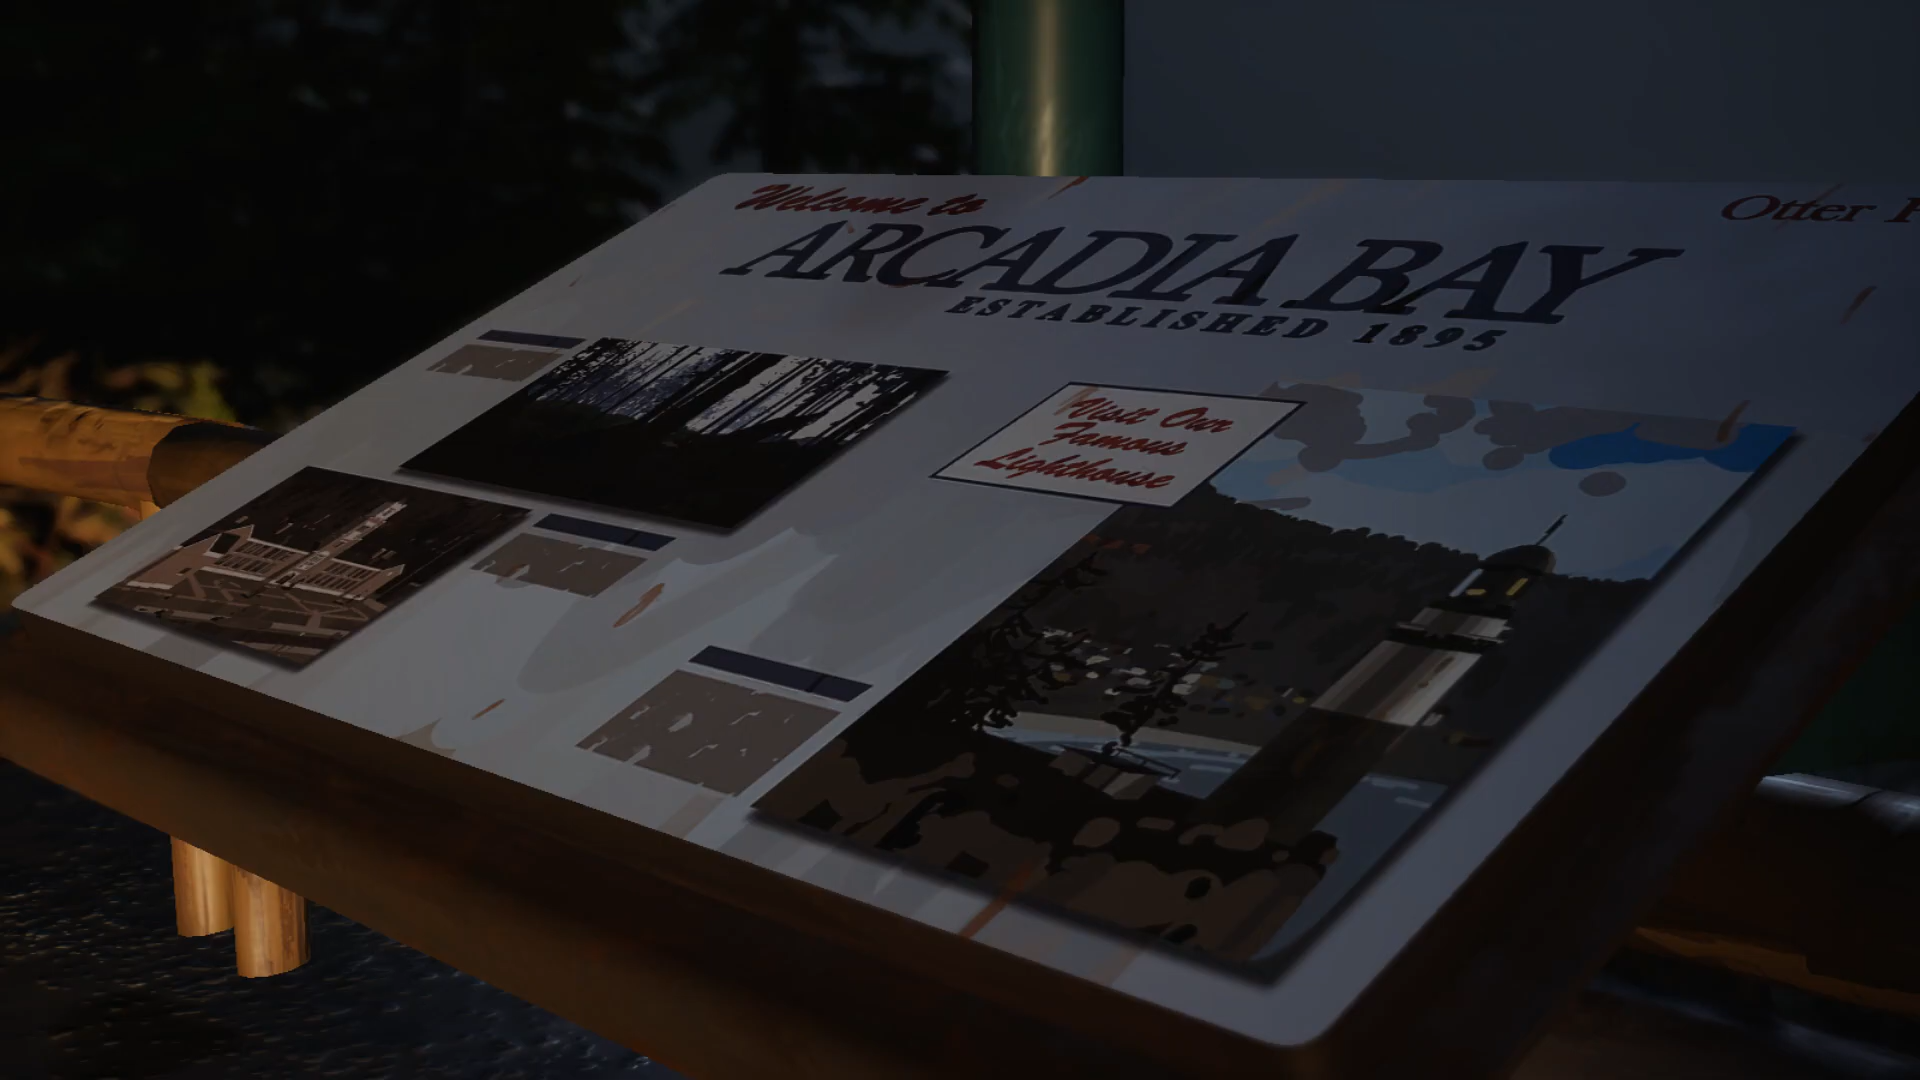 Welcome to
ARCADIA BAY
ESTABLISHED 1895
Otter
Visit Our
Famous
Lighthouse